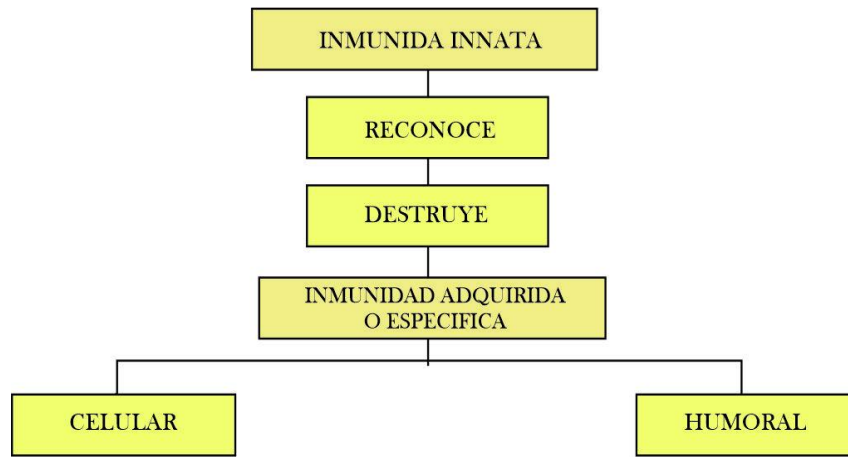 INMUNIDA INNATA
RECONOCE
DESTRUYE
INMUNIDAD ADQUIRIDA
O ESPECIFICA
CELULAR
HUMORAL